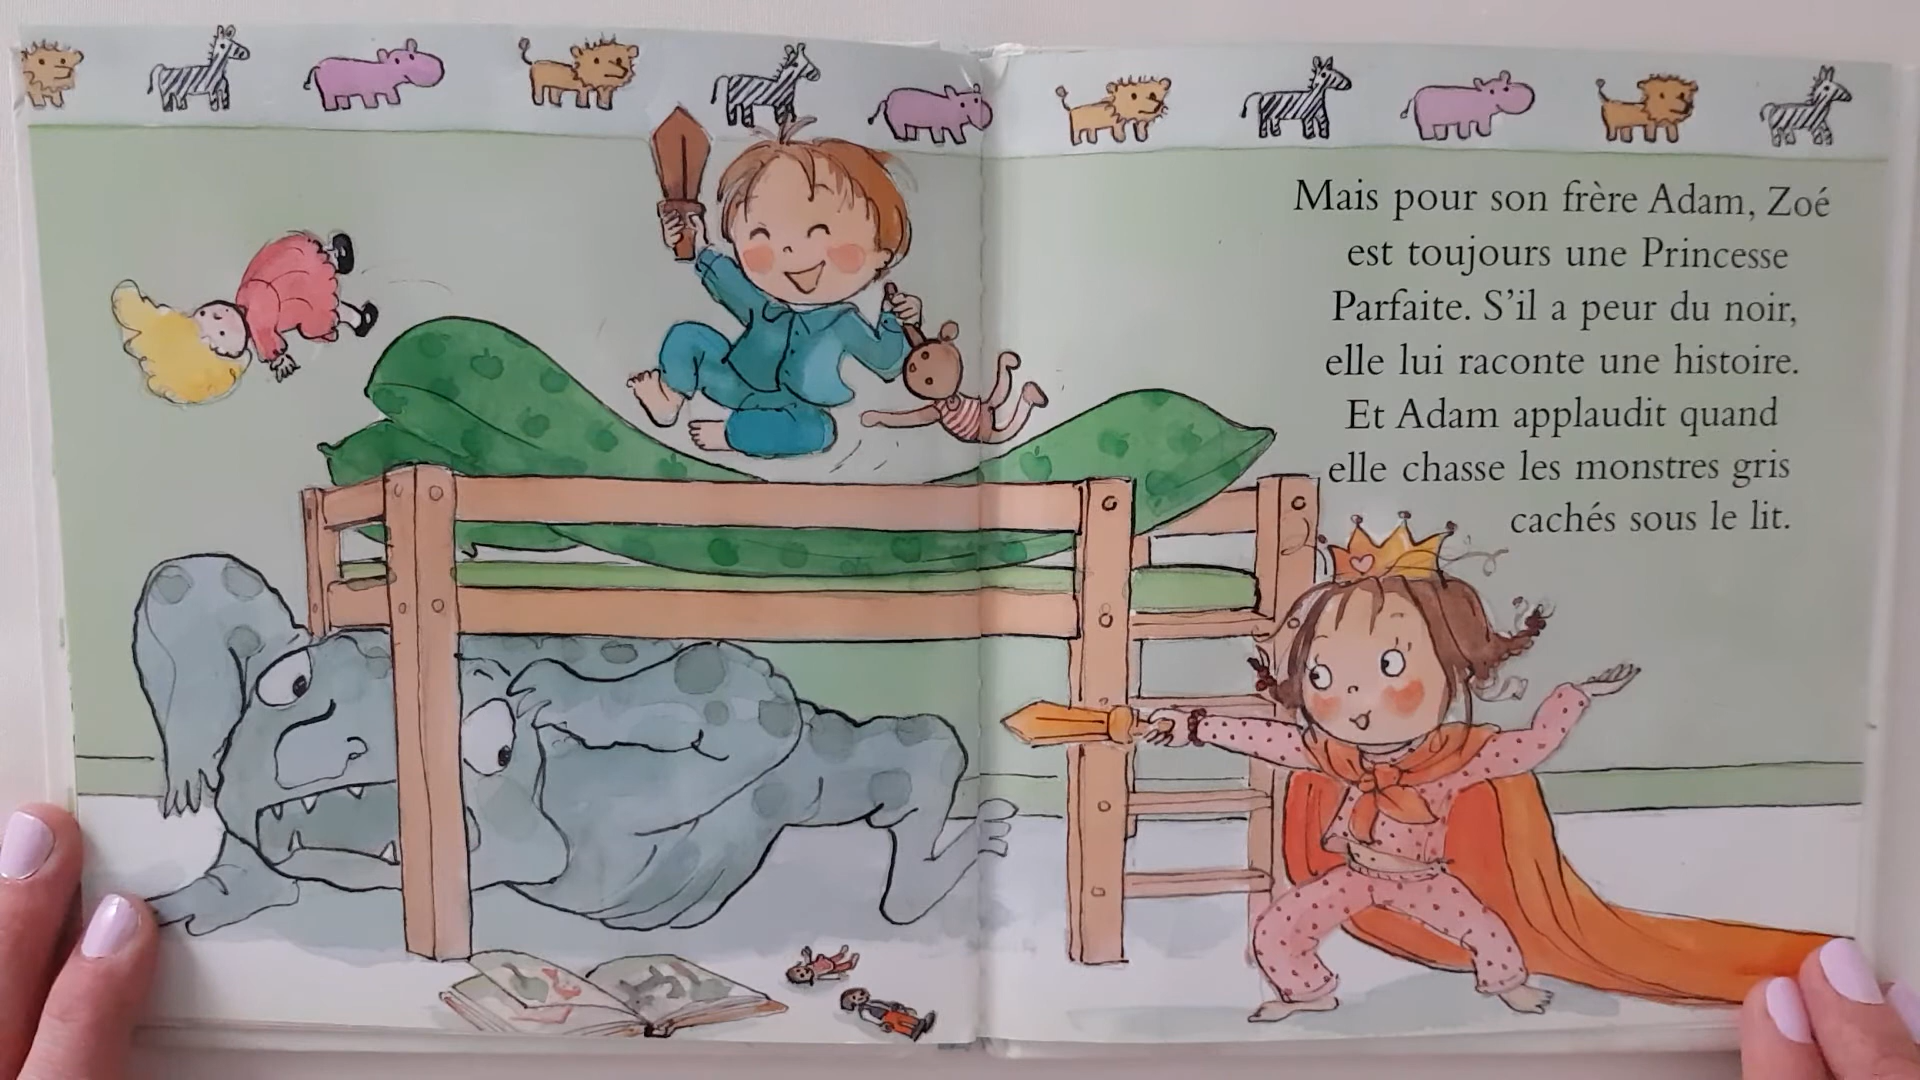 Mais pour son frère Adam, Zoé
est toujours une Princesse
Parfaite. S'il a peur du noir,
elle lui raconte une histoire.
Et Adam applaudit quand
elle chasse les monstres gris
cachés sous le lit.